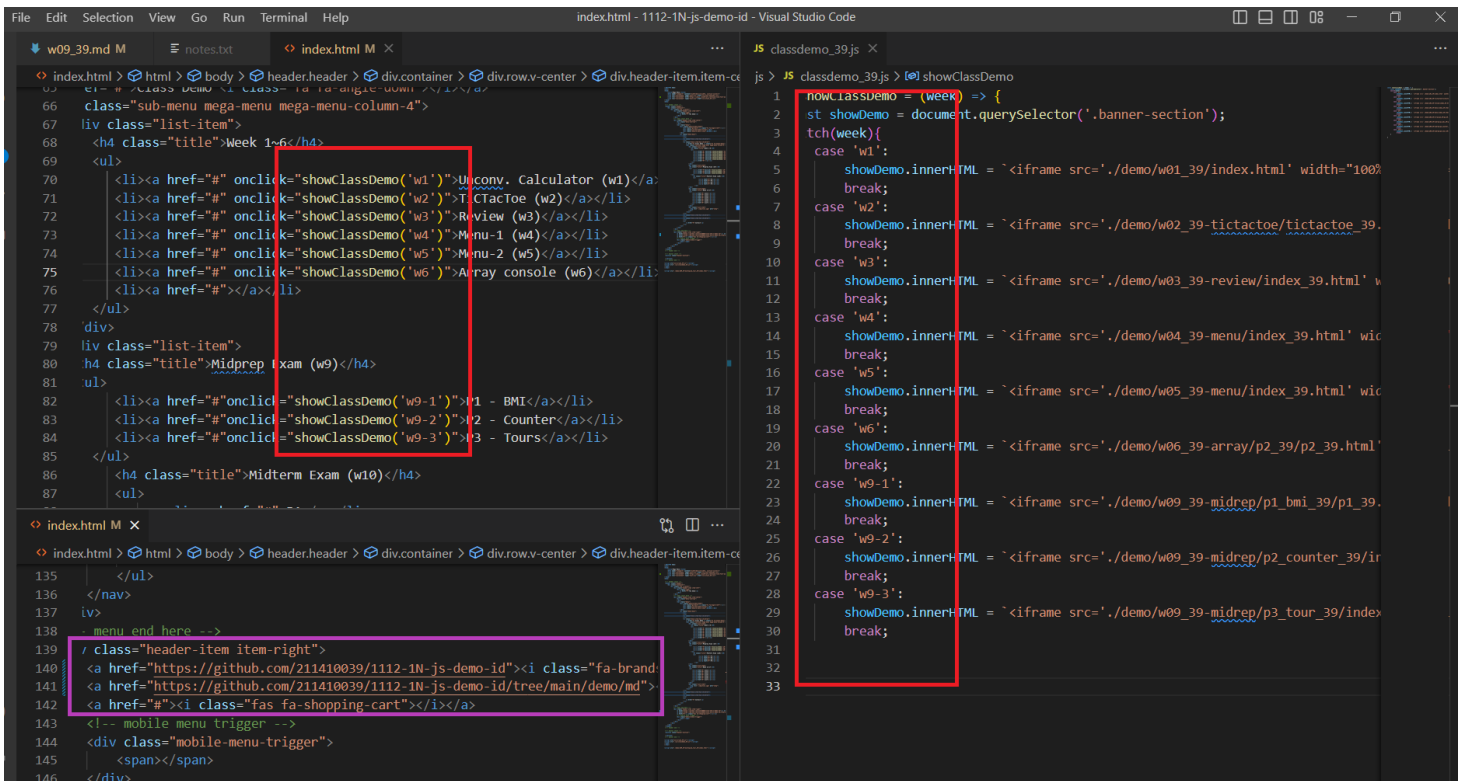 File Edit Selection View Go Run Terminal Help
index.html - 1112-1N-js-demo-id - Visual Studio Code
w09_39.md M
notes.txt
index.html M
index.html > html > body > header.header > div.container > div.row.v-center > div.header-item.item-ce
66 class="sub-menu mega-menu mega-menu-column-4">
67 liv class="list-item">
68 <h4 class="title">Week 1~6</h4>
69 <ul>
70 <li><a href="#" onclick="showClassDemo('w1')">Unconv. Calculator (w1)</a>
71 <li><a href="#" onclick="showClassDemo('w2')">TiCTacToe (w2)</a></li>
72 <li><a href="#" onclick="showClassDemo('w3')">Review (w3)</a></li>
73 <li><a href="#" onclick="showClassDemo('w4')">Menu-1 (w4)</a></li>
74 <li><a href="#" onclick="showClassDemo('w5')">Menu-2 (w5)</a></li>
75 <li><a href="#" onclick="showClassDemo('w6')">Array console (w6)</a></li>
76 <li><a href="#"></a></li>
77 </ul>
78 div>
79 liv class="list-item">
80 h4 class="title">Midprep Exam (w9)</h4>
81 ul>
82 <li><a href="#"onclick="showClassDemo('w9-1')">P1 - BMI</a></li>
83 <li><a href="#"onclick="showClassDemo('w9-2')">P2 - Counter</a></li>
84 <li><a href="#"onclick="showClassDemo('w9-3')">P3 - Tours</a></li>
85 </ul>
86 <h4 class="title">Midterm Exam (w10)</h4>
87 <ul>
index.html M
index.html > html > body > header.header > div.container > div.row.v-center > div.header-item.item-ce
135 </ul>
136 </nav>
137 iv>
138 - menu end here -->
139 class="header-item item-right">
140 <a href="https://github.com/211410039/1112-1N-js-demo-id"><i class="fa-brand
141 <a href="https://github.com/211410039/1112-1N-js-demo-id/tree/main/demo/md">
142 <a href="#"><i class="fas fa-shopping-cart"></i></a>
143 <!-- mobile menu trigger -->
144 <div class="mobile-menu-trigger">
145 <span></span>
146 </div>
JS classdemo_39.js
js > JS classdemo_39.js > showClassDemo
1 howClassDemo = (week) => {
2 st showDemo = document.querySelector('.banner-section');
3 tch(week){
4 case 'w1':
5 showDemo.innerHTML = `<iframe src='./demo/w01_39/index.html' width="100%
6 break;
7 case 'w2':
8 showDemo.innerHTML = `<iframe src='./demo/w02_39-tictactoe/tictactoe_39.
9 break;
10 case 'w3':
11 showDemo.innerHTML = `<iframe src='./demo/w03_39-review/index_39.html' w
12 break;
13 case 'w4':
14 showDemo.innerHTML = `<iframe src='./demo/w04_39-menu/index_39.html' wid
15 break;
16 case 'w5':
17 showDemo.innerHTML = `<iframe src='./demo/w05_39-menu/index_39.html' wid
18 break;
19 case 'w6':
20 showDemo.innerHTML = `<iframe src='./demo/w06_39-array/p2_39/p2_39.html'
21 break;
22 case 'w9-1':
23 showDemo.innerHTML = `<iframe src='./demo/w09_39-midrep/p1_bmi_39/p1_39.
24 break;
25 case 'w9-2':
26 showDemo.innerHTML = `<iframe src='./demo/w09_39-midrep/p2_counter_39/in
27 break;
28 case 'w9-3':
29 showDemo.innerHTML = `<iframe src='./demo/w09_39-midrep/p3_tour_39/index
30 break;
31
32
33